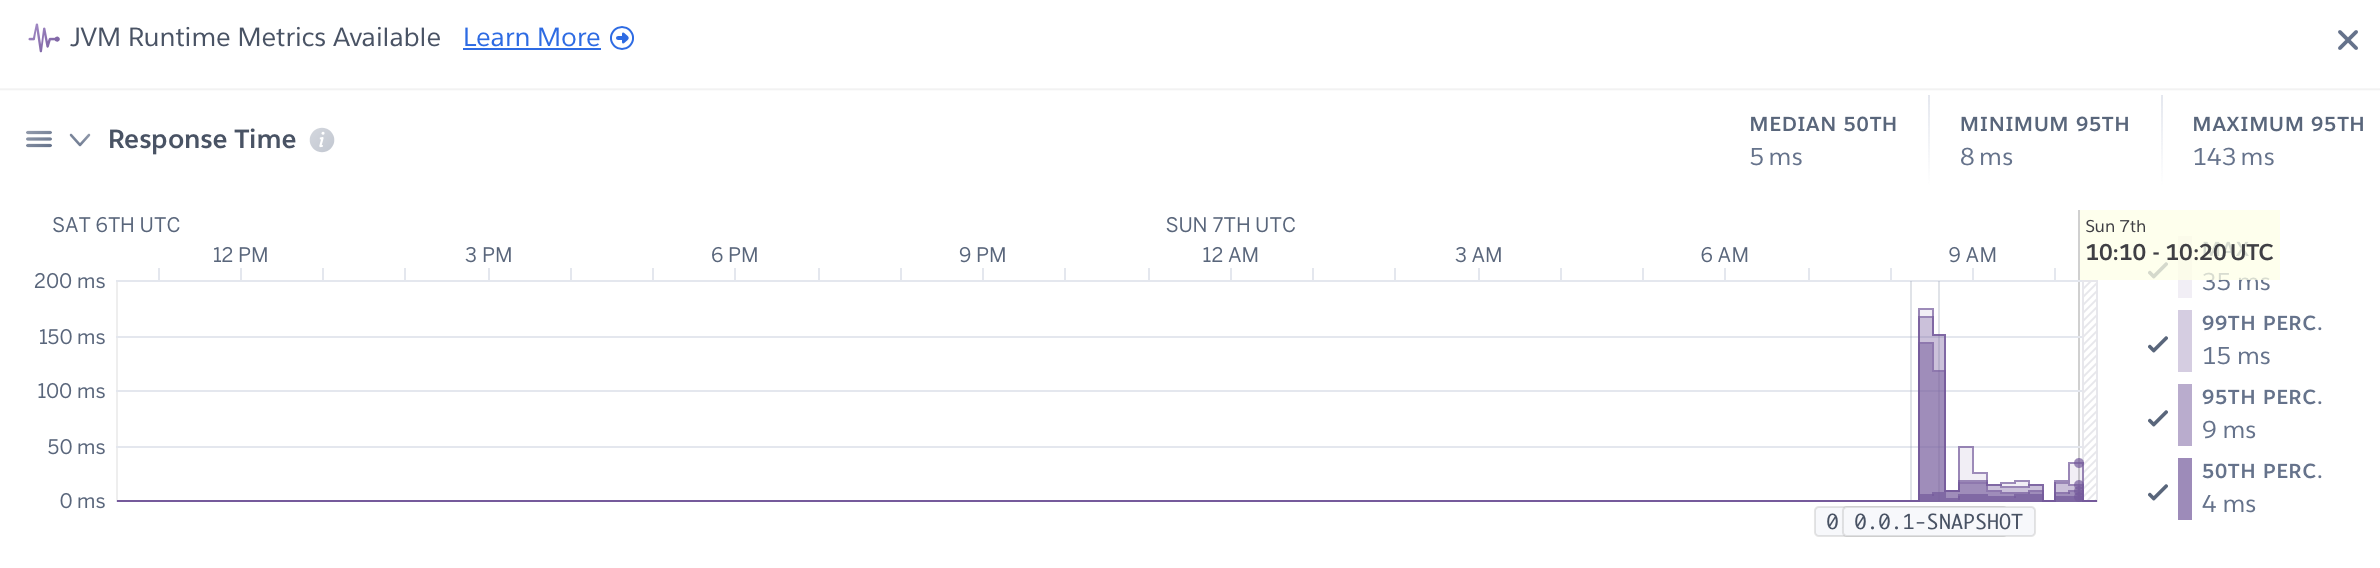 JVM Runtime Metrics Available Learn More
Response Time
MEDIAN 50TH
5 ms
MINIMUM 95TH
8 ms
MAXIMUM 95TH
143 ms
SAT 6TH UTC
SUN 7TH UTC
12 PM 3 PM 6 PM 9 PM 12 AM 3 AM 6 AM 9 AM
Sun 7th
10:10 - 10:20 UTC
200 ms
150 ms
100 ms
50 ms
0 ms
35 ms
99TH PERC.
15 ms
95TH PERC.
9 ms
50TH PERC.
4 ms
0 0.0.1-SNAPSHOT